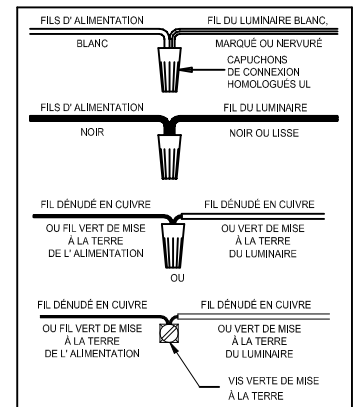 FILS D' ALIMENTATION
FIL DU LUMINAIRE BLANC,
BLANC
MARQUÉ OU NERVURÉ
CAPUCHONS
DE CONNEXION
HOMOLOGUÉS UL
FILS D' ALIMENTATION
FIL DU LUMINAIRE
NOIR
NOIR OU LISSE
FIL DÉNUDÉ EN CUIVRE
FIL DÉNUDÉ EN CUIVRE
OU FIL VERT DE MISE
À LA TERRE
DE L' ALIMENTATION
OU VERT DE MISE
À LA TERRE
DU LUMINAIRE
OU
FIL DÉNUDÉ EN CUIVRE
FIL DÉNUDÉ EN CUIVRE
OU FIL VERT DE MISE
À LA TERRE
DE L' ALIMENTATION
OU VERT DE MISE
À LA TERRE
DU LUMINAIRE
VIS VERTE DE MISE
À LA TERRE